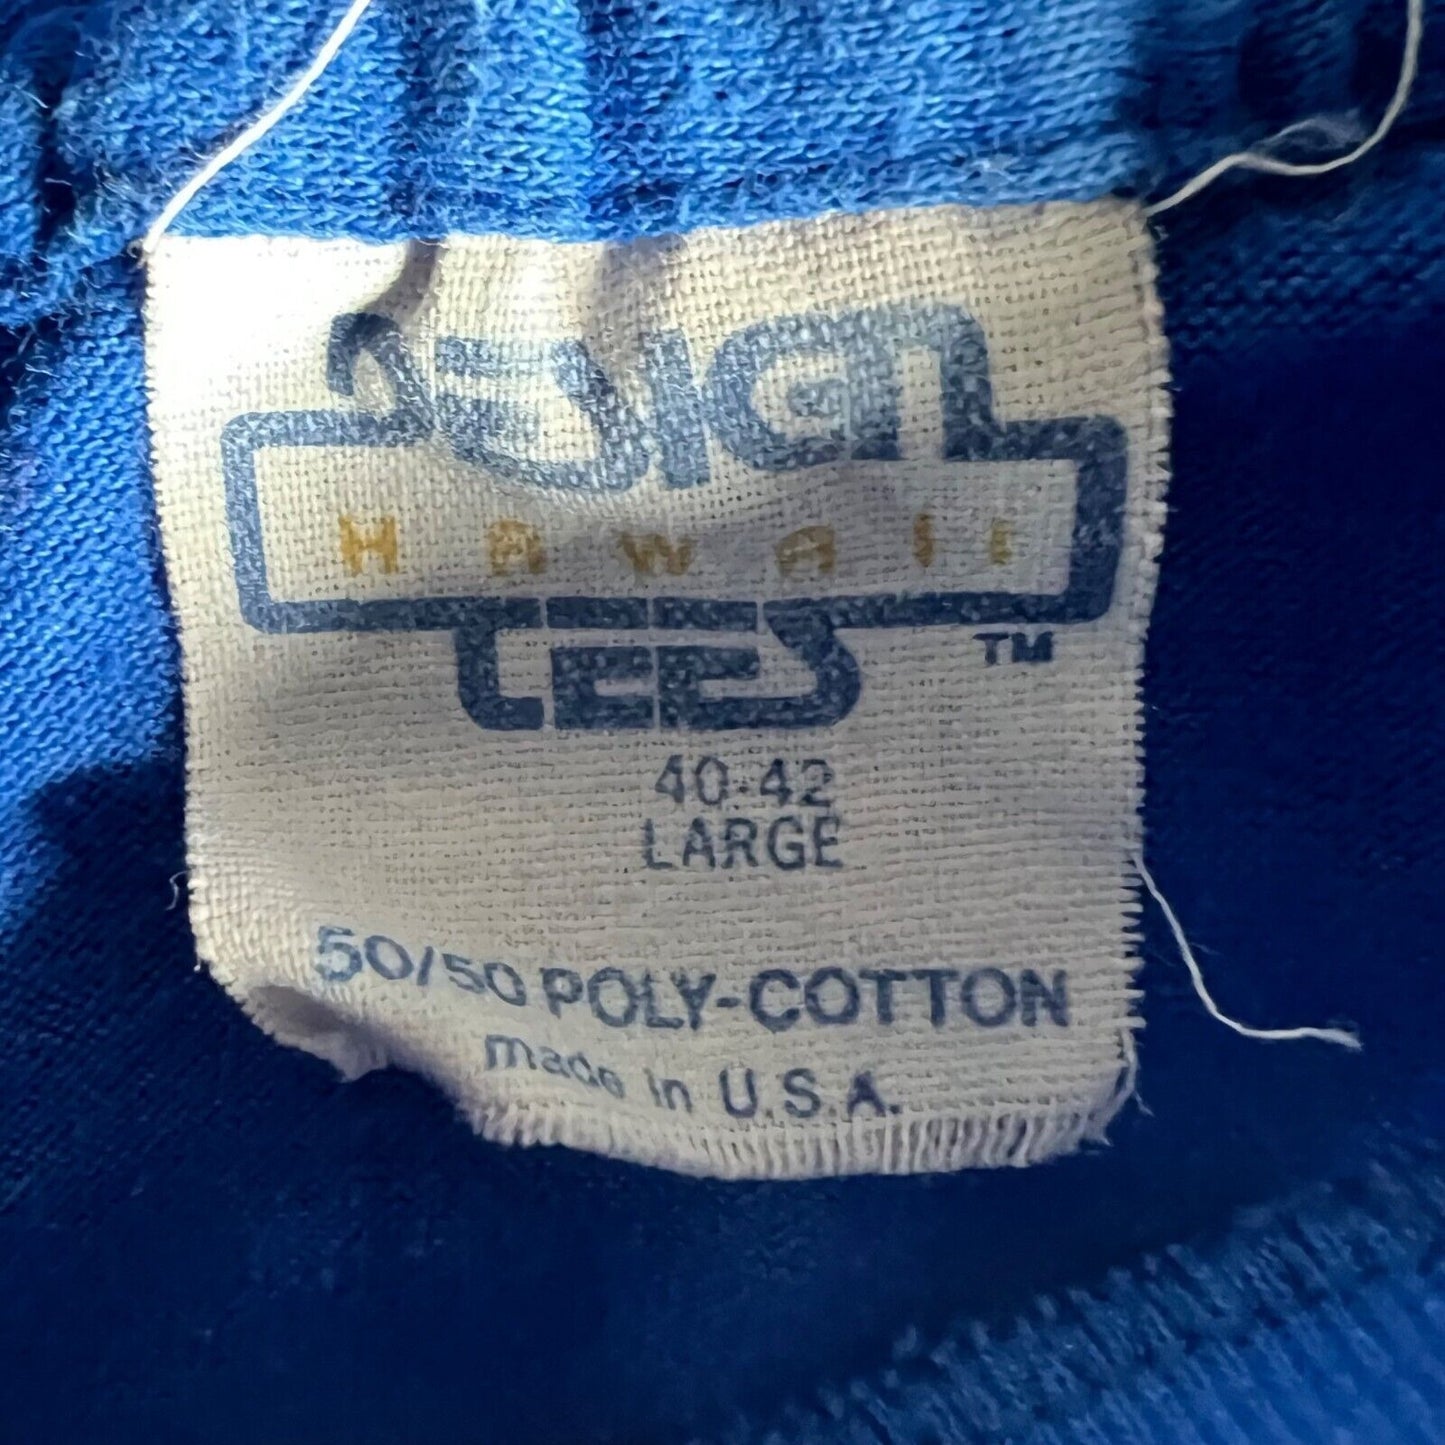 DESIGN
HAWAII
TEES
TM
40-42
LARGE
50/50 POLY-COTTON
made in U.S.A.